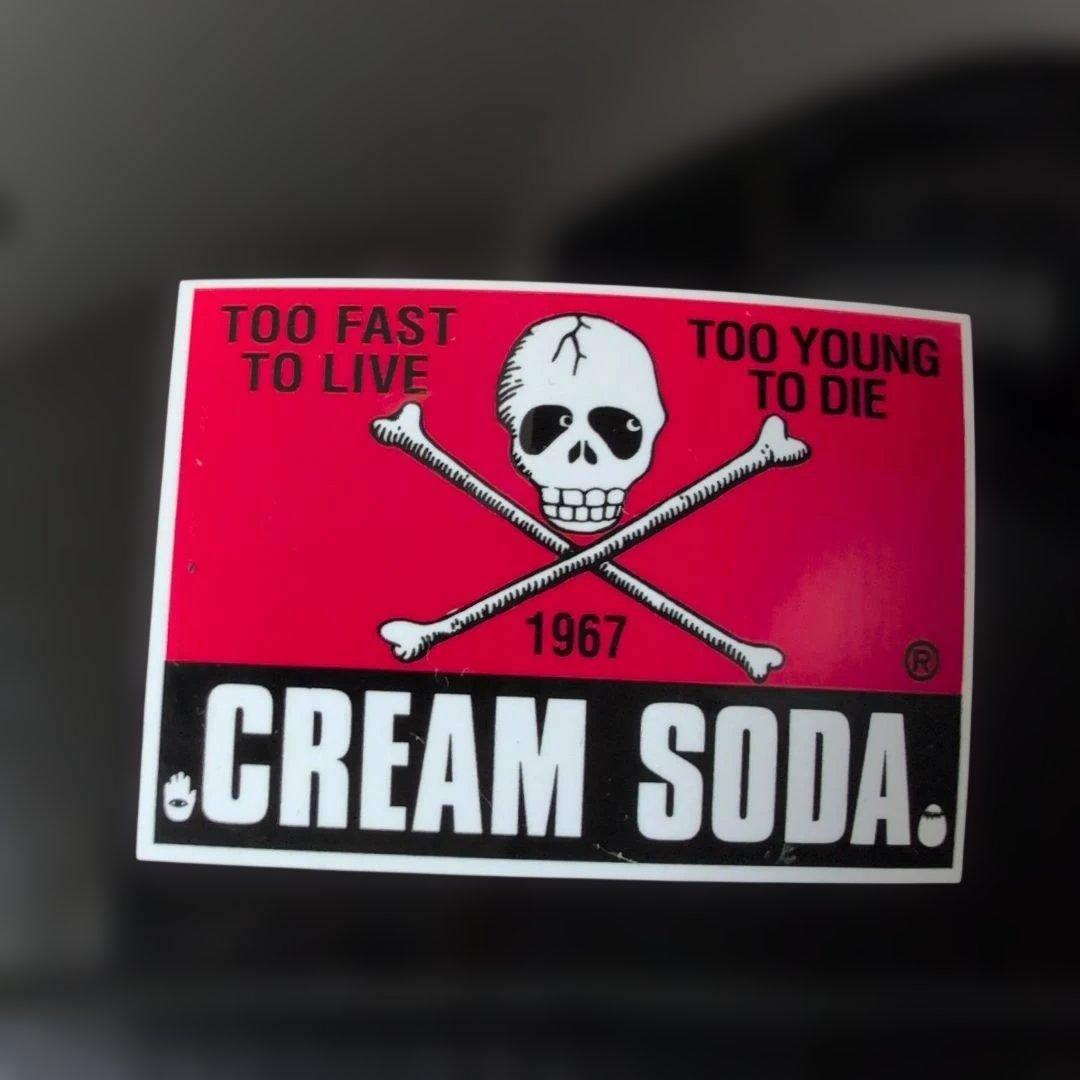 TOO FAST
TO LIVE
TOO YOUNG
TO DIE
1967
®
CREAM SODA